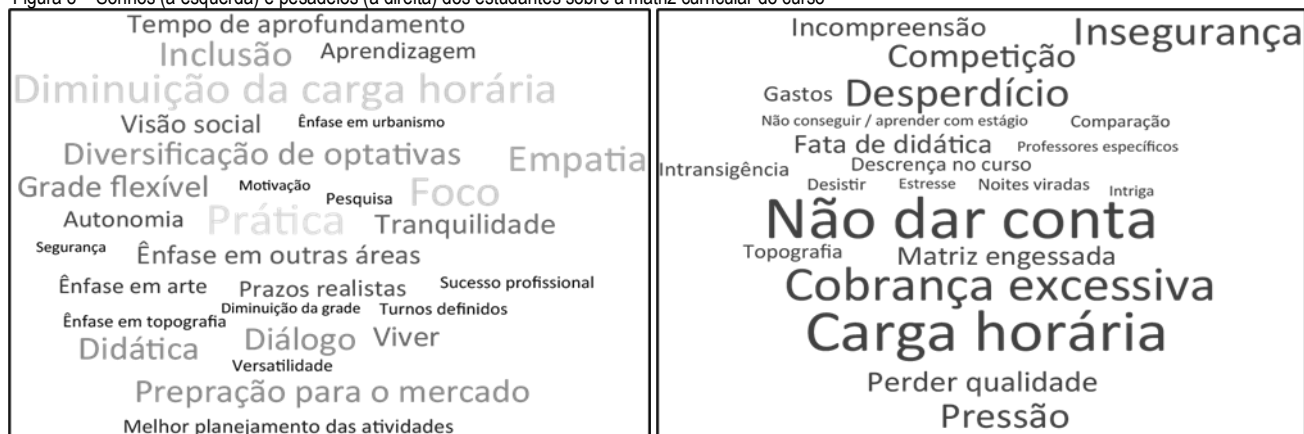 Figura 3 – Sonhos (à esquerda) e pesadelos (à direita) dos estudantes sobre a matriz curricular do curso
Tempo de aprofundamento
Inclusão Aprendizagem
Diminuição da carga horária
Visão social Ênfase em urbanismo
Diversificação de optativas Empatia
Grade flexível Motivação Pesquisa Foco
Autonomia Prática Tranquilidade
Segurança Ênfase em outras áreas
Ênfase em arte Prazos realistas Sucesso profissional
Diminuição da grade Turnos definidos
Ênfase em topografia
Didática Diálogo Viver
Versatilidade
Prepração para o mercado
Melhor planejamento das atividades
Incompreensão Insegurança
Competição
Gastos Desperdício
Não conseguir / aprender com estágio Comparação
Fata de didática Professores específicos
Intransigência Descrença no curso
Desistir Estresse Noites viradas Intriga
Não dar conta
Topografia Matriz engessada
Cobrança excessiva
Carga horária
Perder qualidade
Pressão